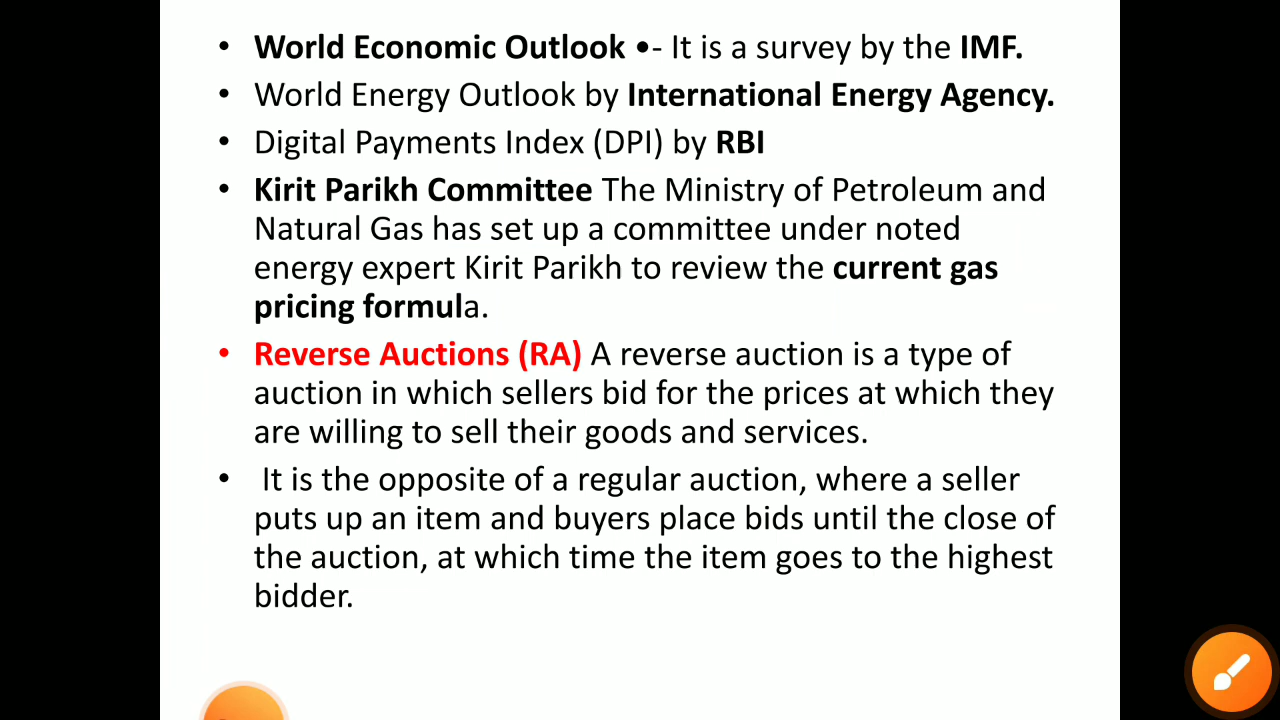 • World Economic Outlook •- It is a survey by the IMF.
• World Energy Outlook by International Energy Agency.
• Digital Payments Index (DPI) by RBI
• Kirit Parikh Committee The Ministry of Petroleum and
Natural Gas has set up a committee under noted
energy expert Kirit Parikh to review the current gas
pricing formula.
• Reverse Auctions (RA) A reverse auction is a type of
auction in which sellers bid for the prices at which they
are willing to sell their goods and services.
• It is the opposite of a regular auction, where a seller
puts up an item and buyers place bids until the close of
the auction, at which time the item goes to the highest
bidder.